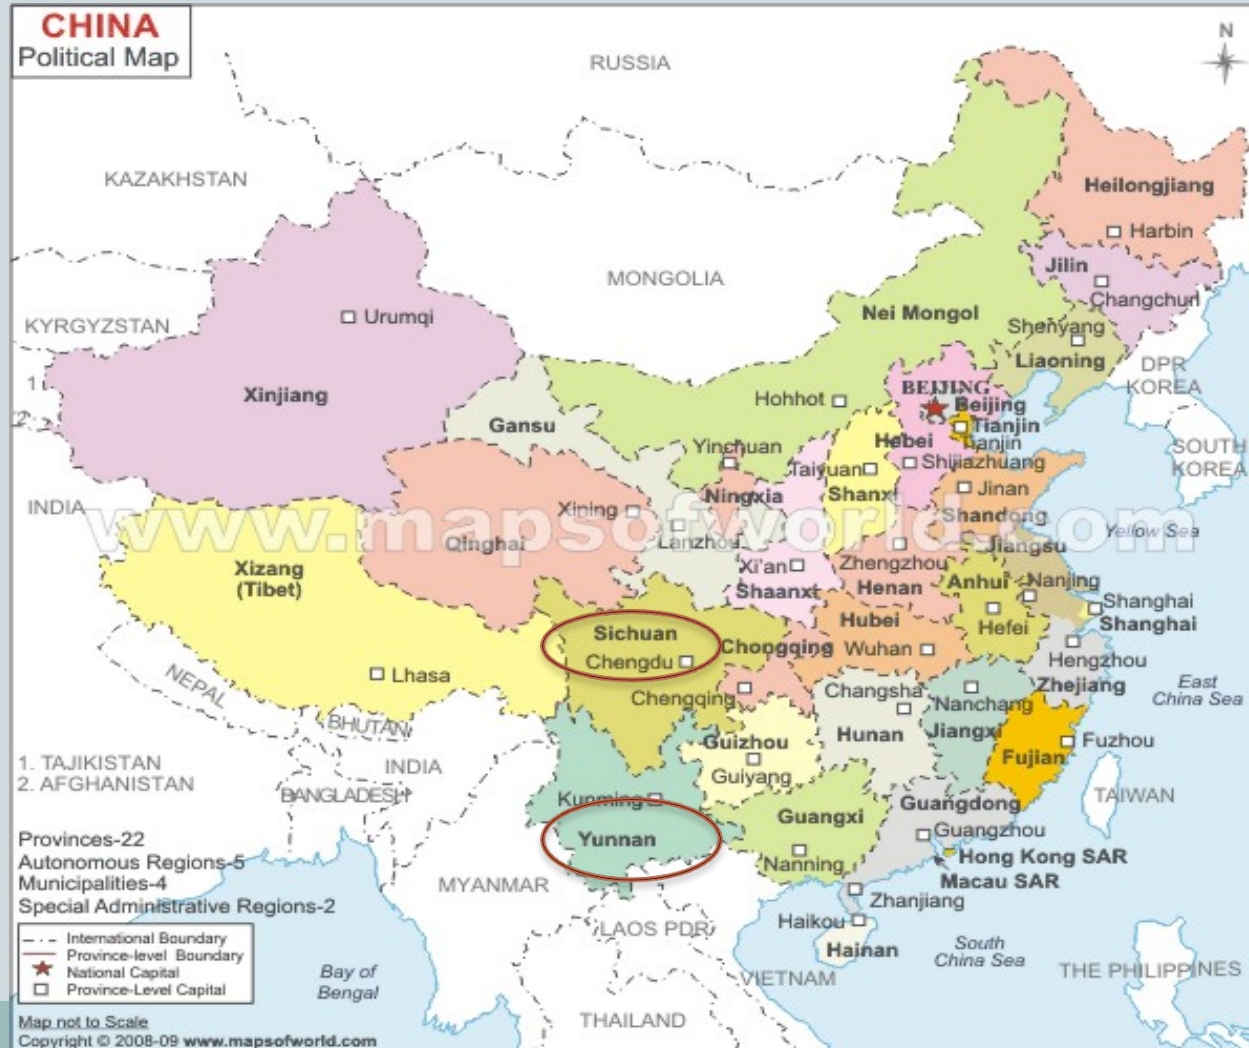 CHINA
Political Map
N
RUSSIA
KAZAKHSTAN
Heilongjiang
Harbin
MONGOLIA
Jilin
Changchun
Urumqi
Nei Mongol
KYRGYZSTAN
Shenyang
Liaoning
DPR
KOREA
1
2
Xinjiang
BEIJING
Hohhot
Beijing
Gansu
Tianjin
Tianjin
Hebei
Yinchuan
Taiyuan
Shijiazhuang
SOUTH
KOREA
Ningxia
Shanxi
Jinan
INDIA
Xining
Shandong
www.mapsofworld.com
Yellow Sea
Lanzhou
Qinghai
Jiangsu
Xizang
(Tibet)
Xi'an
Shaanxi
Zhengzhou
Henan
Anhui
Nanjing
Shanghai
Shanghai
Hefei
Hubei
Sichuan
Chengdu
Chongqing
Wuhan
Hengzhou
Zhejiang
East
China Sea
Lhasa
NEPAL
Chengqing
Changsha
Nanchang
Jiangxi
BHUTAN
Guizhou
Guiyang
Hunan
Fujian
Fuzhou
1. TAJIKISTAN
2. AFGHANISTAN
INDIA
BANGLADESH
Kunming
TAIWAN
Yunnan
Guangxi
Guangdong
Guangzhou
Provinces-22
Autonomous Regions-5
Municipalities-4
Special Administrative Regions-2
Nanning
Hong Kong SAR
Macau SAR
MYANMAR
Zhanjiang
LAOS PDR
Haikou
Hainan
South
China Sea
International Boundary
Province-level Boundary
National Capital
Province-Level Capital
Bay of
Bengal
VIETNAM
THE PHILIPPINES
THAILAND
Map not to Scale
Copyright © 2008-09 www.mapsofworld.com